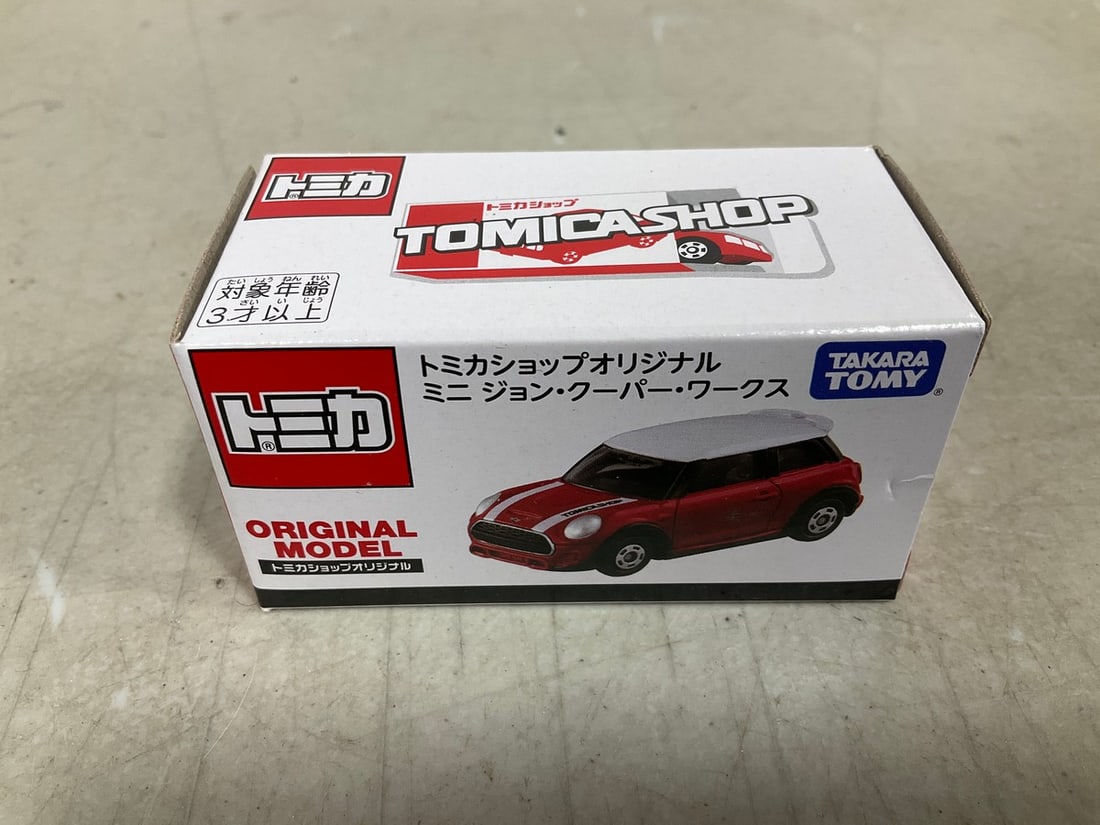 トミカ®
トミカショップ
TOMICASHOP
たいしょうねんれい
対象年齢
さいいじょう
3才以上
トミカ®
トミカショップオリジナル
ミニ ジョン・クーパー・ワークス
TAKARA
TOMY®
TOMICASHOP
ORIGINAL
MODEL
トミカショップオリジナル